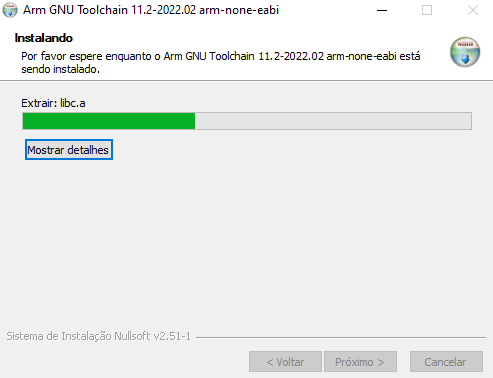 Arm GNU Toolchain 11.2-2022.02 arm-none-eabi
Instalando
Por favor espere enquanto o Arm GNU Toolchain 11.2-2022.02 arm-none-eabi está
sendo instalado.
Extrair: libc.a
Mostrar detalhes
Sistema de Instalação Nullsoft v2.51-1
< Voltar
Próximo >
Cancelar